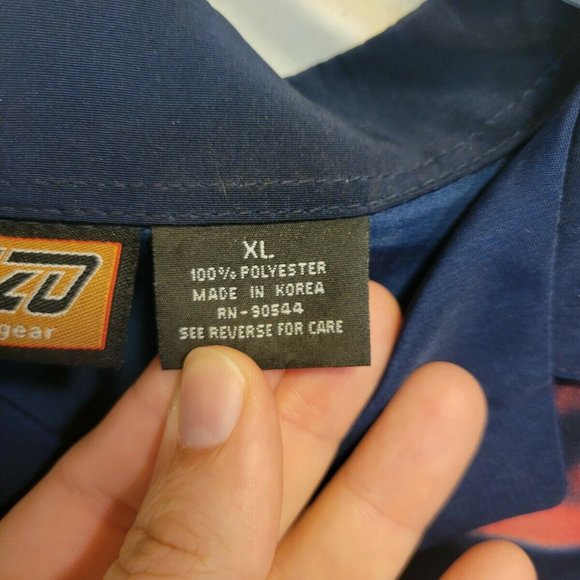 XL
100% POLYESTER
MADE IN KOREA
RN-90544
SEE REVERSE FOR CARE
gear